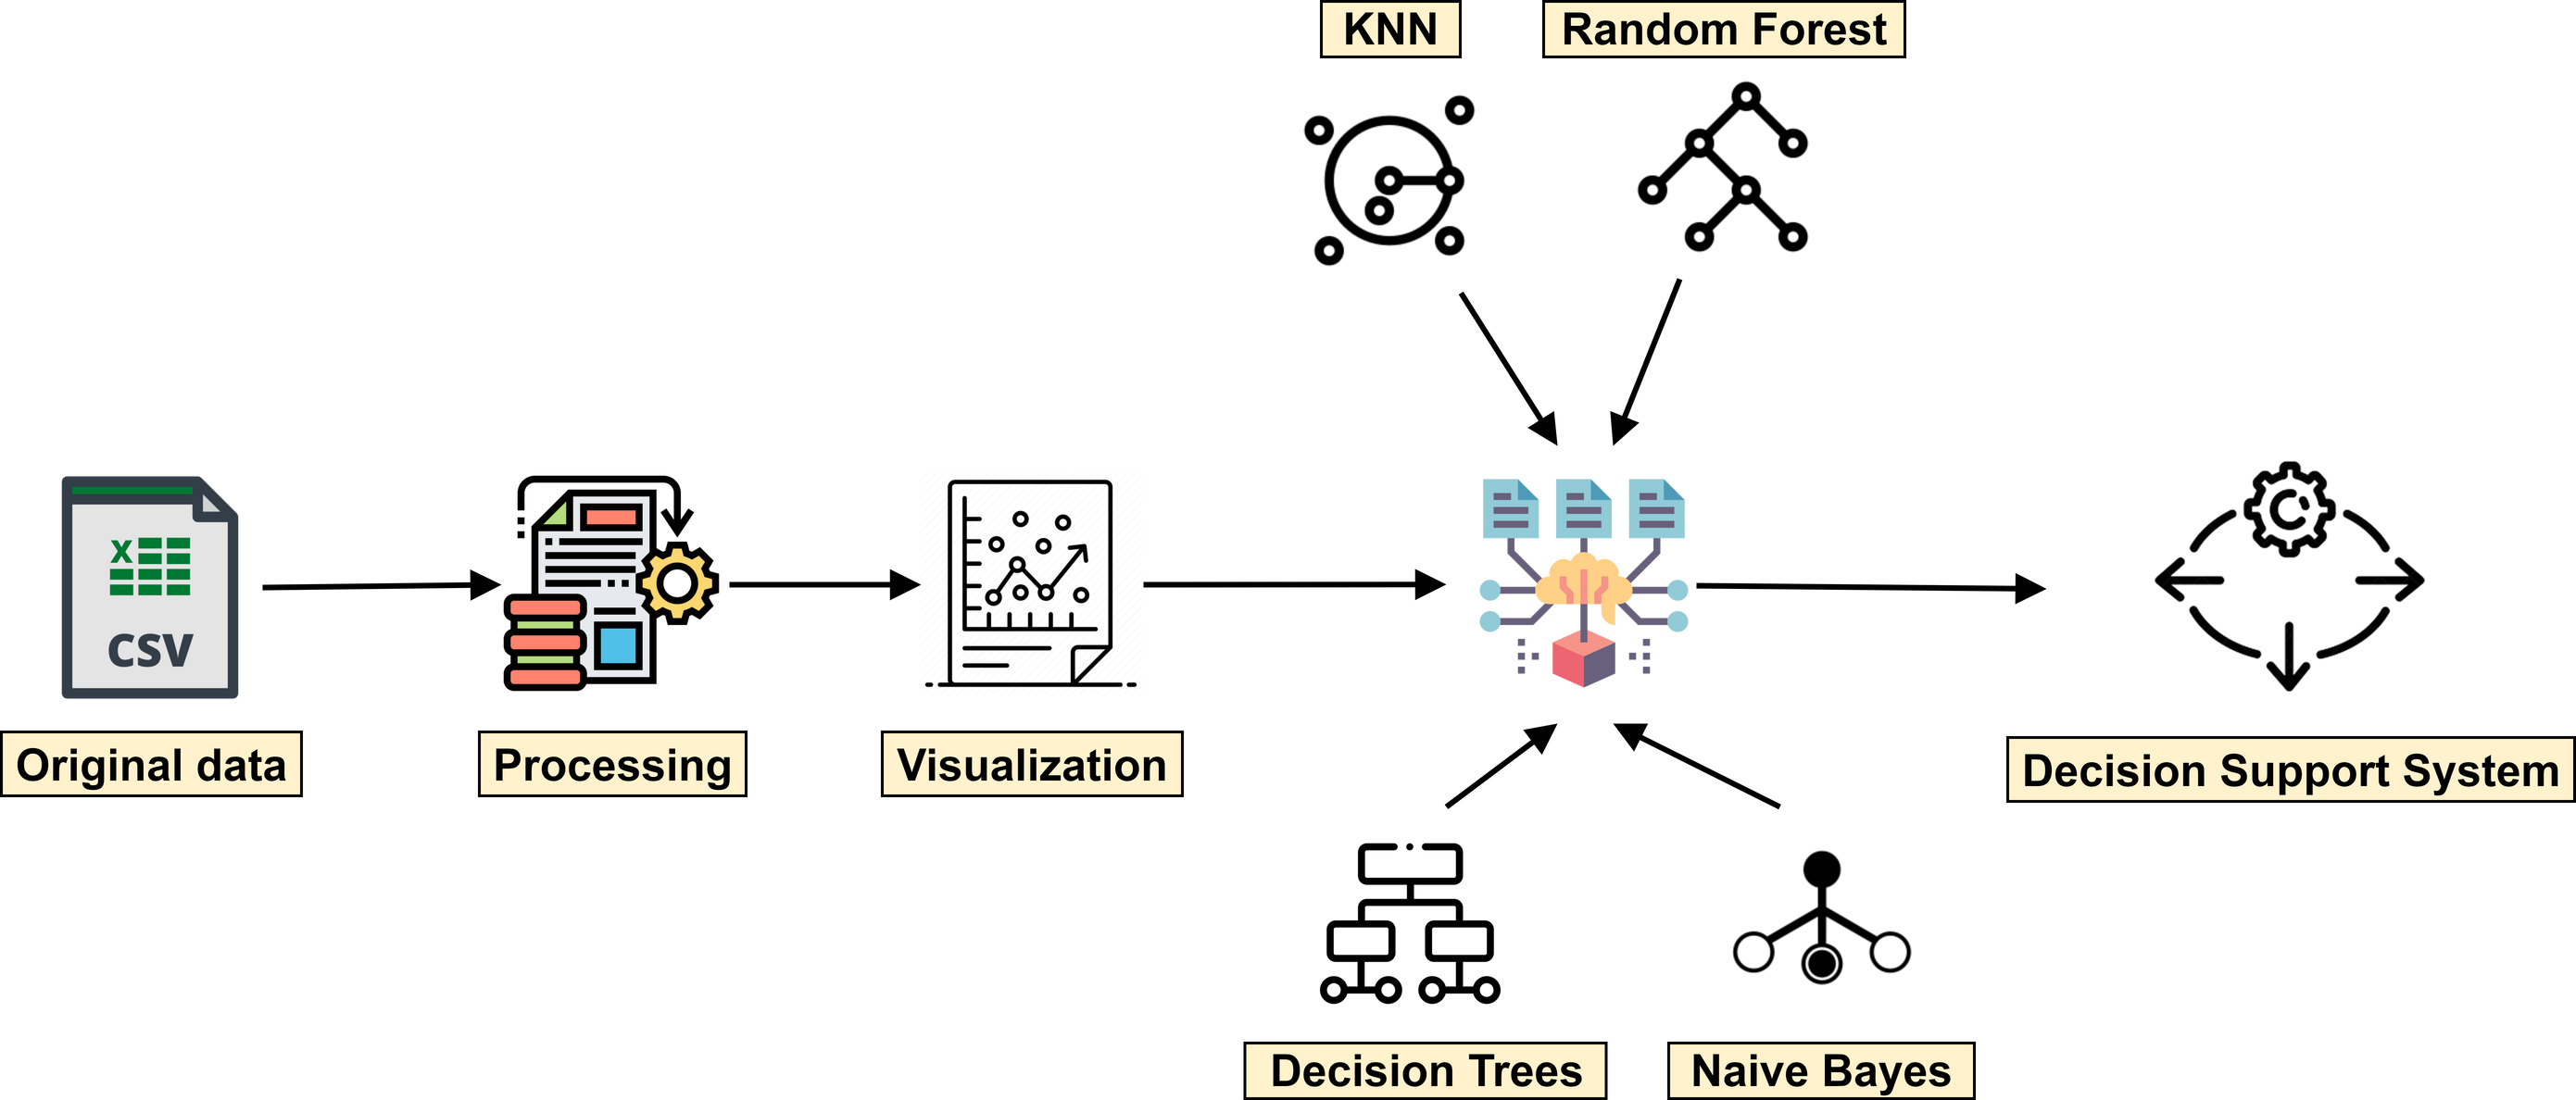 KNN
Random Forest
X
CSV
Original data
Processing
Visualization
Decision Support System
Decision Trees
Naive Bayes